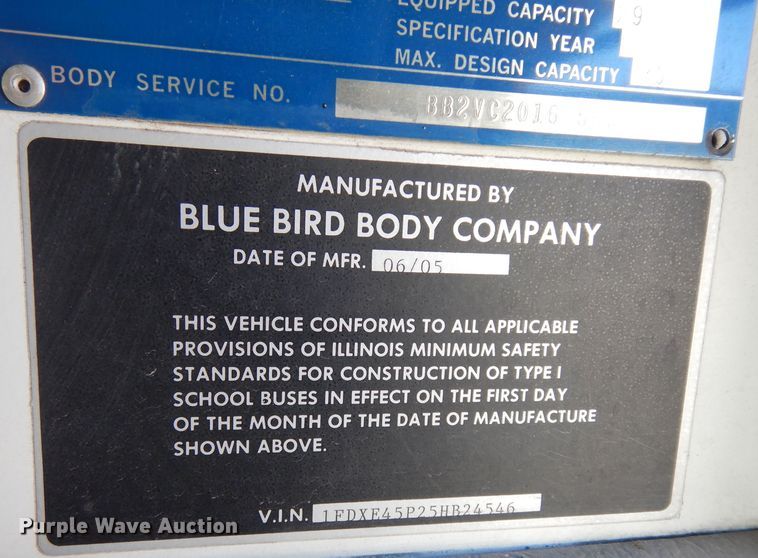 EQUIPPED CAPACITY 9
SPECIFICATION YEAR
MAX. DESIGN CAPACITY
BODY SERVICE NO. BB2VC2016
MANUFACTURED BY
BLUE BIRD BODY COMPANY
DATE OF MFR. 06/05
THIS VEHICLE CONFORMS TO ALL APPLICABLE
PROVISIONS OF ILLINOIS MINIMUM SAFETY
STANDARDS FOR CONSTRUCTION OF TYPE I
SCHOOL BUSES IN EFFECT ON THE FIRST DAY
OF THE MONTH OF THE DATE OF MANUFACTURE
SHOWN ABOVE.
V.I.N. 1FDXE45P25HB24546
Purple Wave Auction